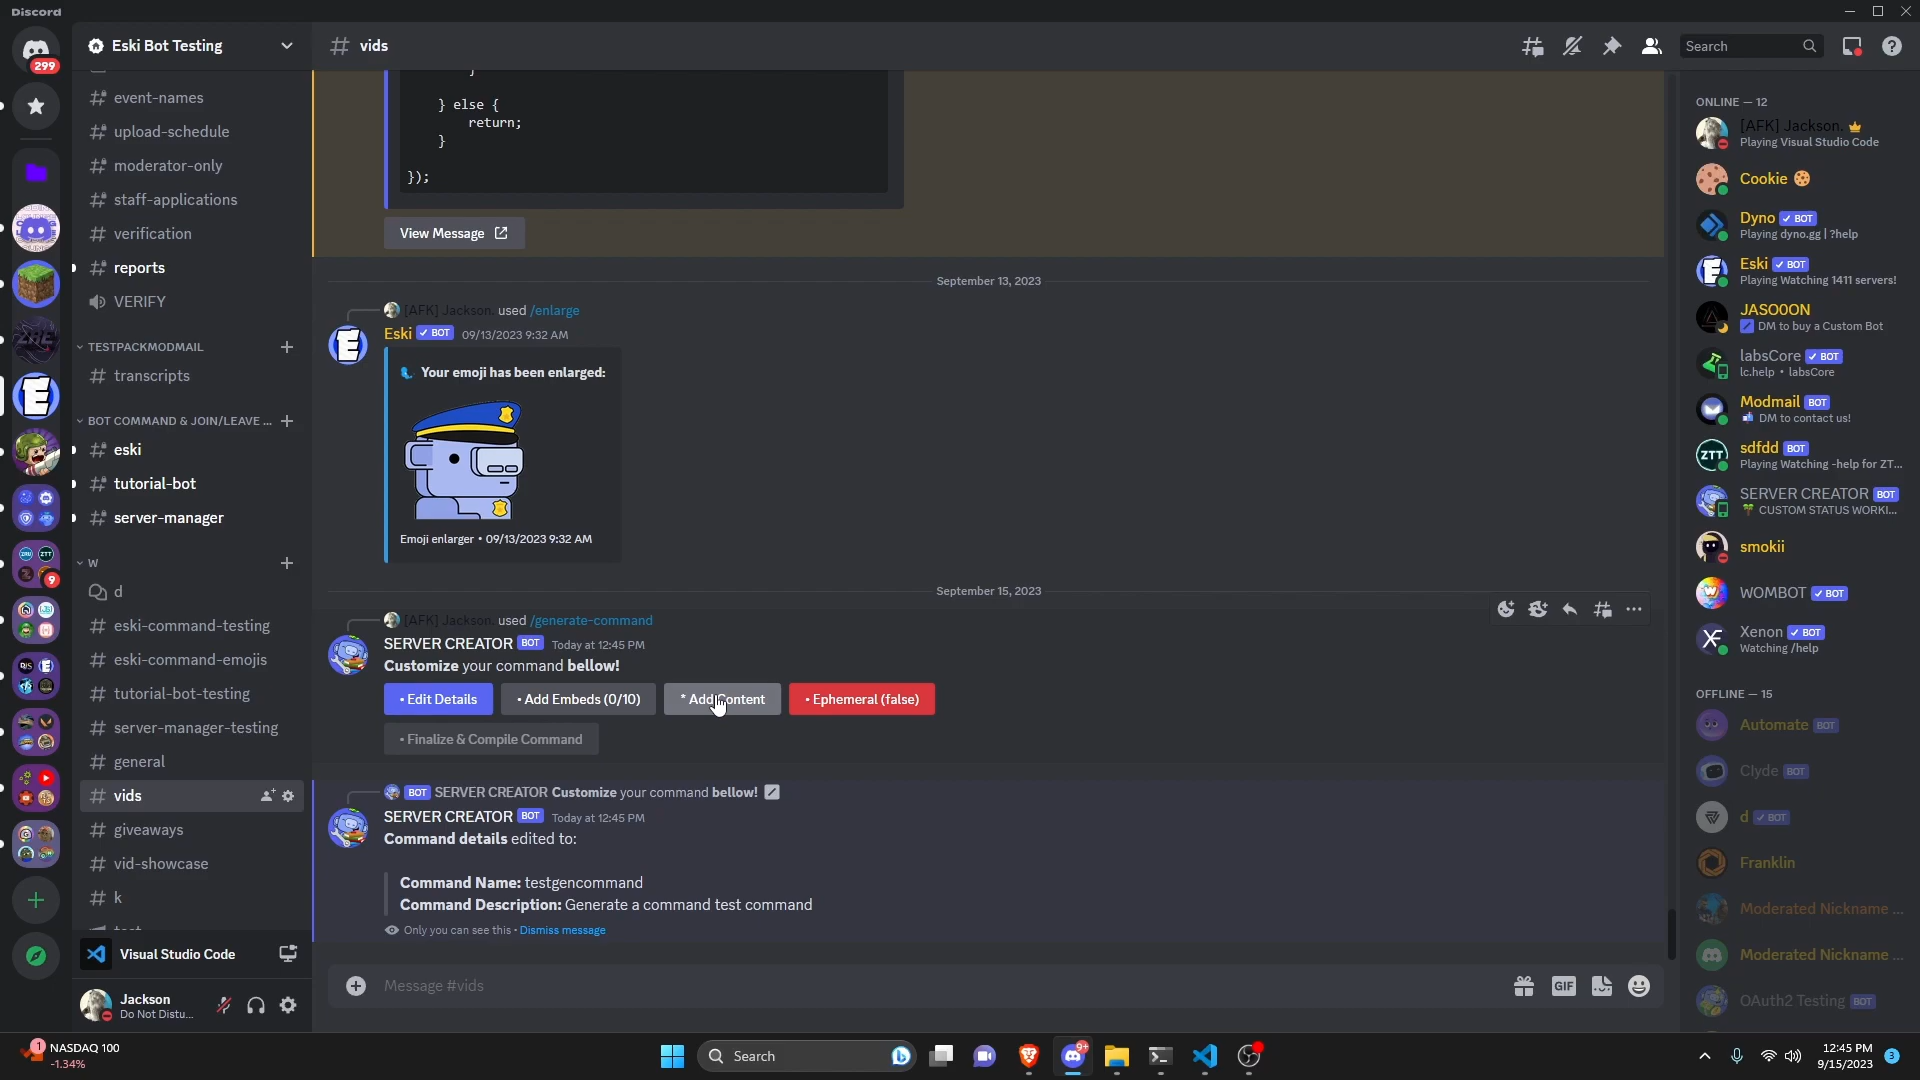 Discord
299
Eski Bot Testing
vids
Search
event-names
upload-schedule
moderator-only
staff-applications
verification
reports
VERIFY
TESTPACKMODMAIL
transcripts
BOT COMMAND & JOIN/LEAVE ...
eski
tutorial-bot
server-manager
W
9
d
eski-command-testing
eski-command-emojis
tutorial-bot-testing
server-manager-testing
general
vids
giveaways
vid-showcase
k
Visual Studio Code
Jackson
Do Not Distu...
}
} else {
return;
}
});
View Message
September 13, 2023
[AFK] Jackson. used /enlarge
Eski BOT 09/13/2023 9:32 AM
Your emoji has been enlarged:
Emoji enlarger • 09/13/2023 9:32 AM
September 15, 2023
[AFK] Jackson. used /generate-command
SERVER CREATOR BOT Today at 12:45 PM
Customize your command bellow!
• Edit Details
• Add Embeds (0/10)
* Add Content
• Ephemeral (false)
• Finalize & Compile Command
BOT SERVER CREATOR Customize your command bellow!
SERVER CREATOR BOT Today at 12:45 PM
Command details edited to:
Command Name: testgencommand
Command Description: Generate a command test command
Only you can see this • Dismiss message
Message #vids
GIF
ONLINE — 12
[AFK] Jackson.
Playing Visual Studio Code
Cookie
Dyno BOT
Playing dyno.gg | ?help
Eski BOT
Playing Watching 1411 servers!
JASO0ON
DM to buy a Custom Bot
labsCore BOT
lc.help • labsCore
Modmail BOT
DM to contact us!
sdfdd BOT
Playing Watching -help for ZT...
SERVER CREATOR BOT
CUSTOM STATUS WORKI...
smokii
WOMBOT BOT
Xenon BOT
Watching /help
OFFLINE — 15
Automate BOT
Clyde BOT
d BOT
Franklin
Moderated Nickname ...
Moderated Nickname ...
OAuth2 Testing BOT
1
NASDAQ 100
-1.34%
Search
9+
12:45 PM
9/15/2023
3